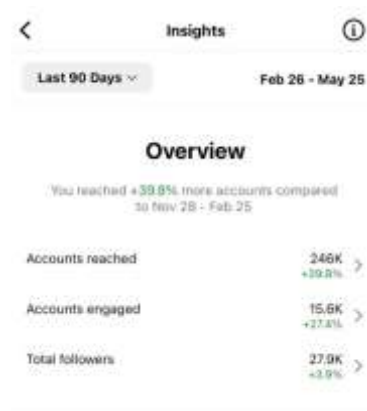 Insights
Last 90 Days
Feb 26 - May 25
Overview
You reached +39.8% more accounts compared
to Nov 28 - Feb 25
Accounts reached
246K
+39.8%
Accounts engaged
15.6K
+27.4%
Total followers
27.9K
+3.9%